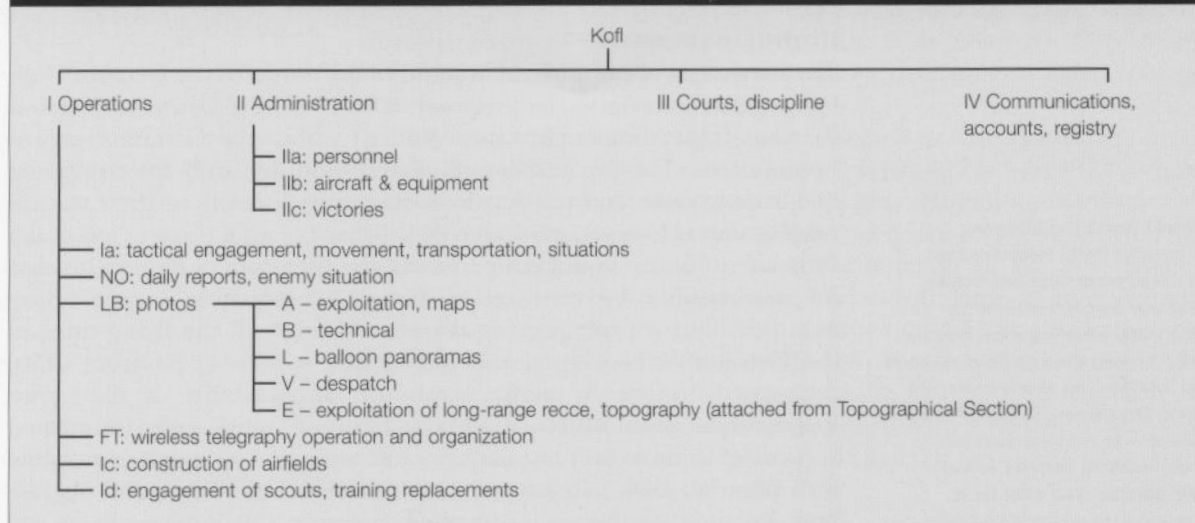 Kofl
I Operations
II Administration
III Courts, discipline
IV Communications,
accounts, registry
IIa: personnel
IIb: aircraft & equipment
IIc: victories
Ia: tactical engagement, movement, transportation, situations
NO: daily reports, enemy situation
LB: photos
A – exploitation, maps
B – technical
L – balloon panoramas
V – despatch
E – exploitation of long-range recce, topography (attached from Topographical Section)
FT: wireless telegraphy operation and organization
Ic: construction of airfields
Id: engagement of scouts, training replacements